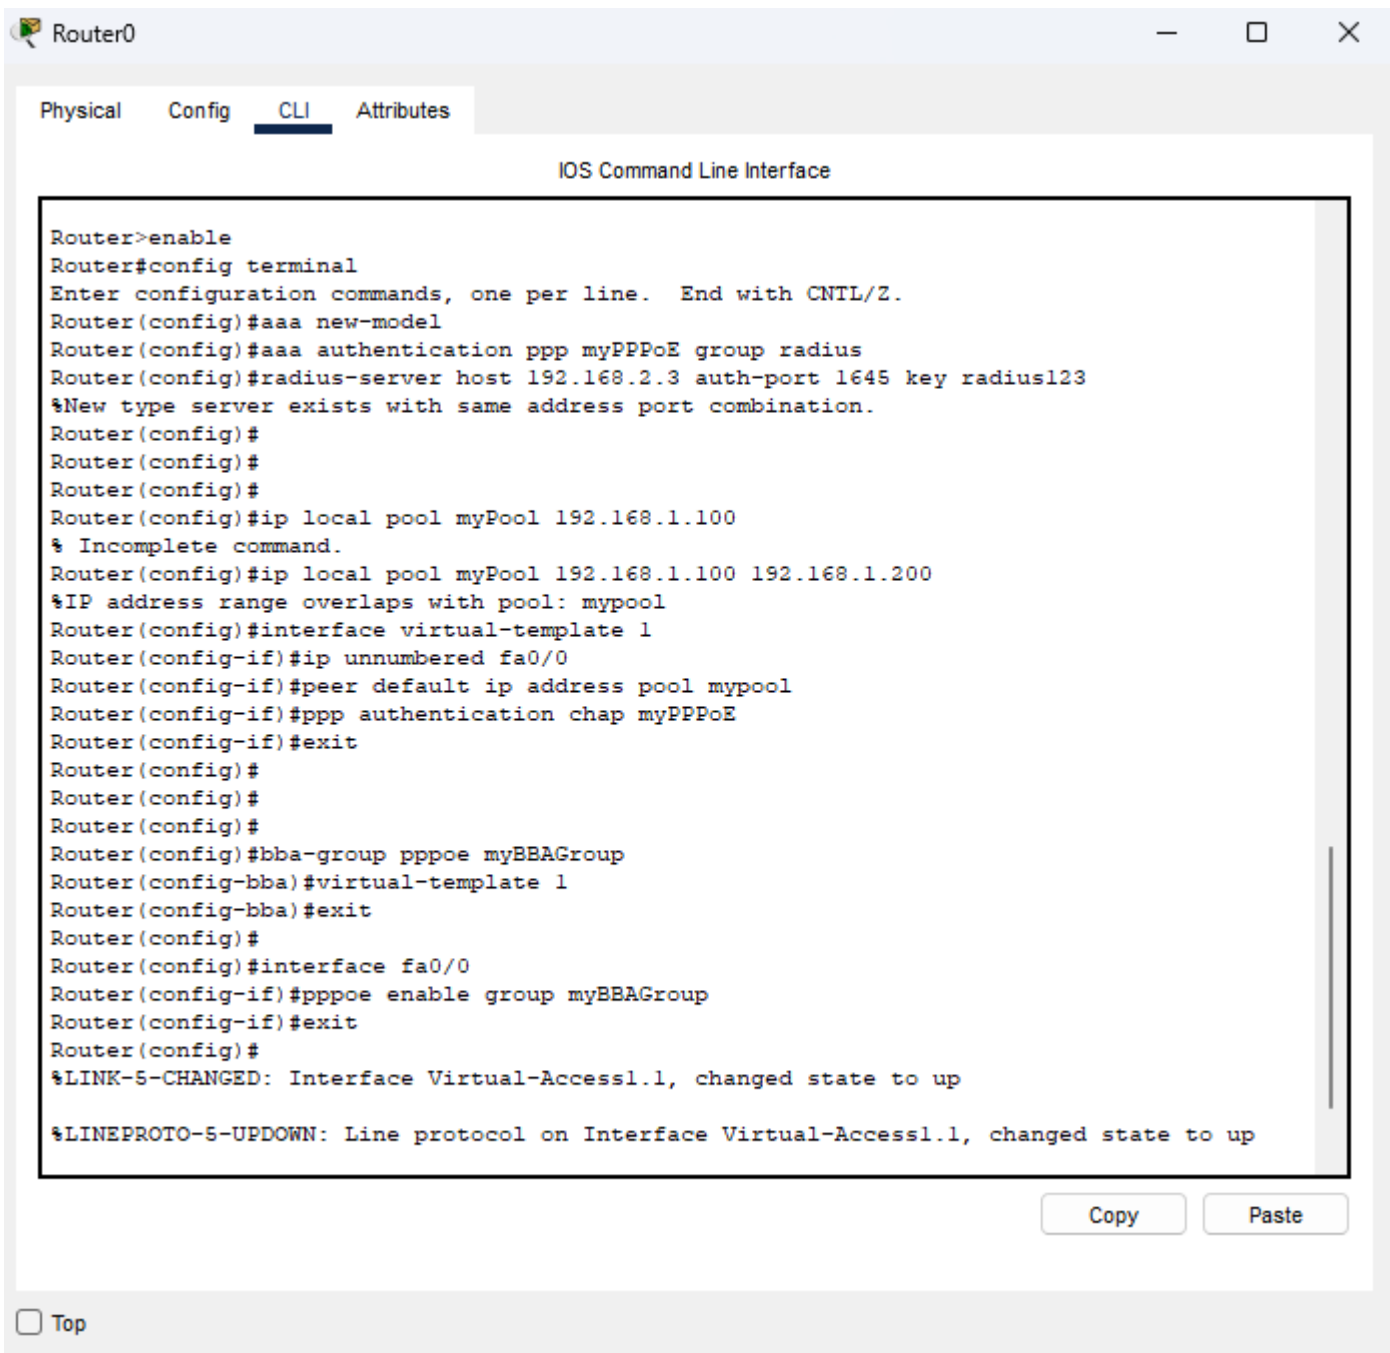 Router0
Physical Config CLI Attributes
IOS Command Line Interface
Router>enable
Router#config terminal
Enter configuration commands, one per line.  End with CNTL/Z.
Router(config)#aaa new-model
Router(config)#aaa authentication ppp myPPPoE group radius
Router(config)#radius-server host 192.168.2.3 auth-port 1645 key radius123
%New type server exists with same address port combination.
Router(config)#
Router(config)#
Router(config)#
Router(config)#ip local pool myPool 192.168.1.100
% Incomplete command.
Router(config)#ip local pool myPool 192.168.1.100 192.168.1.200
%IP address range overlaps with pool: mypool
Router(config)#interface virtual-template 1
Router(config-if)#ip unnumbered fa0/0
Router(config-if)#peer default ip address pool mypool
Router(config-if)#ppp authentication chap myPPPoE
Router(config-if)#exit
Router(config)#
Router(config)#
Router(config)#
Router(config)#bba-group pppoe myBBAGroup
Router(config-bba)#virtual-template 1
Router(config-bba)#exit
Router(config)#
Router(config)#interface fa0/0
Router(config-if)#pppoe enable group myBBAGroup
Router(config-if)#exit
Router(config)#
%LINK-5-CHANGED: Interface Virtual-Access1.1, changed state to up
%LINEPROTO-5-UPDOWN: Line protocol on Interface Virtual-Access1.1, changed state to up
Copy Paste
Top